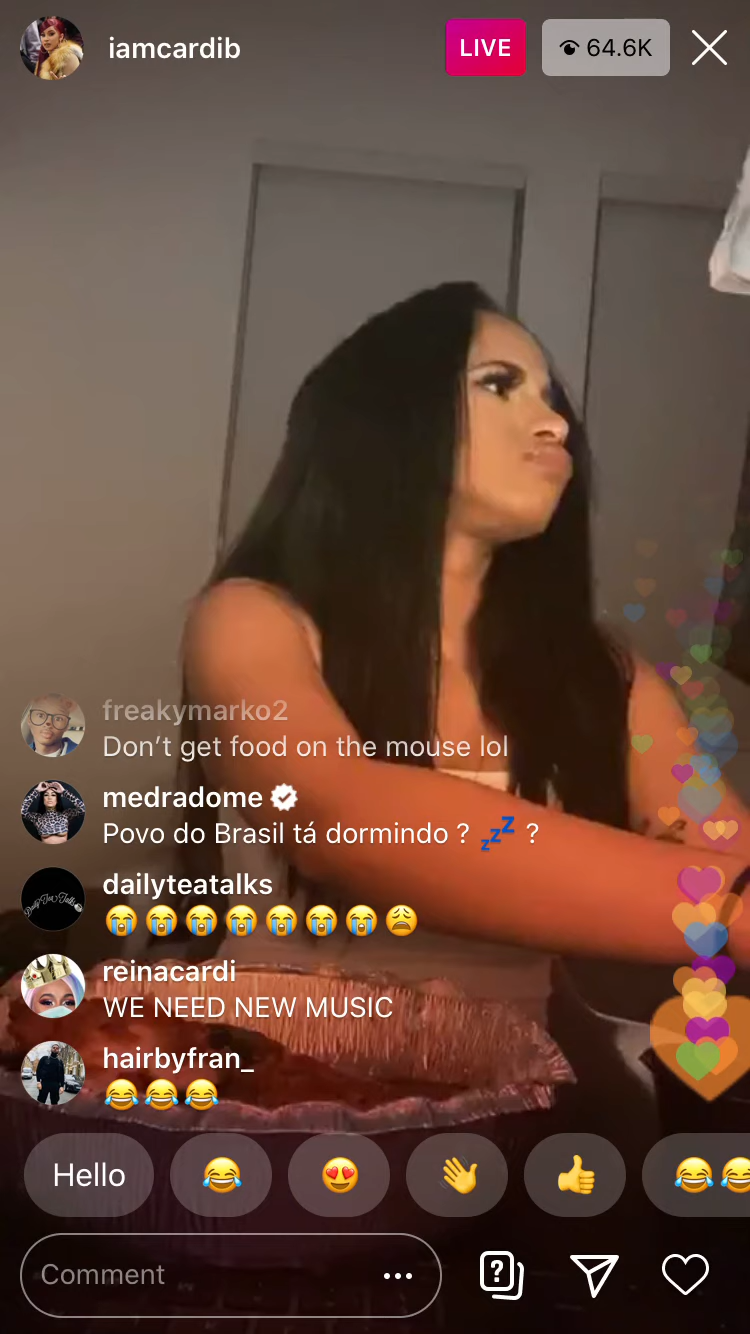 iamcardib
LIVE
64.6K
freakymarko2
Don’t get food on the mouse lol
medradome
Povo do Brasil tá dormindo ? 💤 ?
dailyteatalks
😭😭😭😭😭😭😭😩
reinacardi
WE NEED NEW MUSIC
hairbyfran_
😂😂😂
Hello
Comment